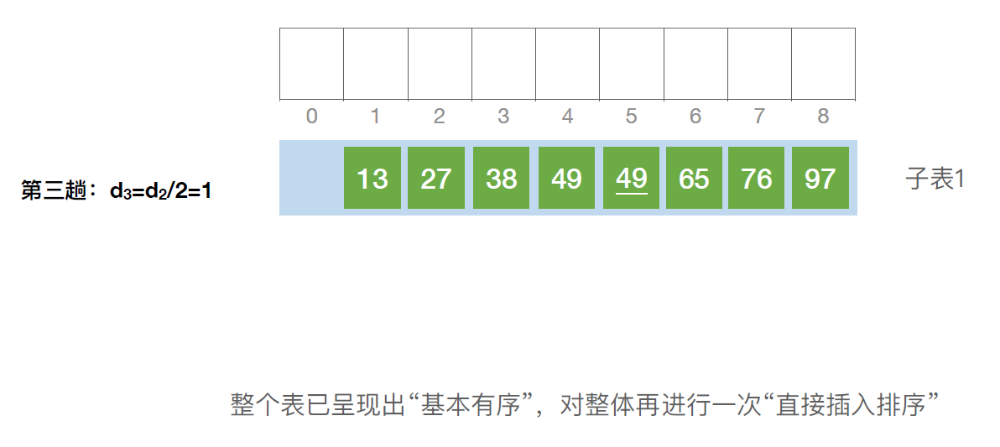 0 1 2 3 4 5 6 7 8
第三趟：d₃=d₂/2=1 13 27 38 49 49 65 76 97 子表1
整个表已呈现出“基本有序”，对整体再进行一次“直接插入排序”